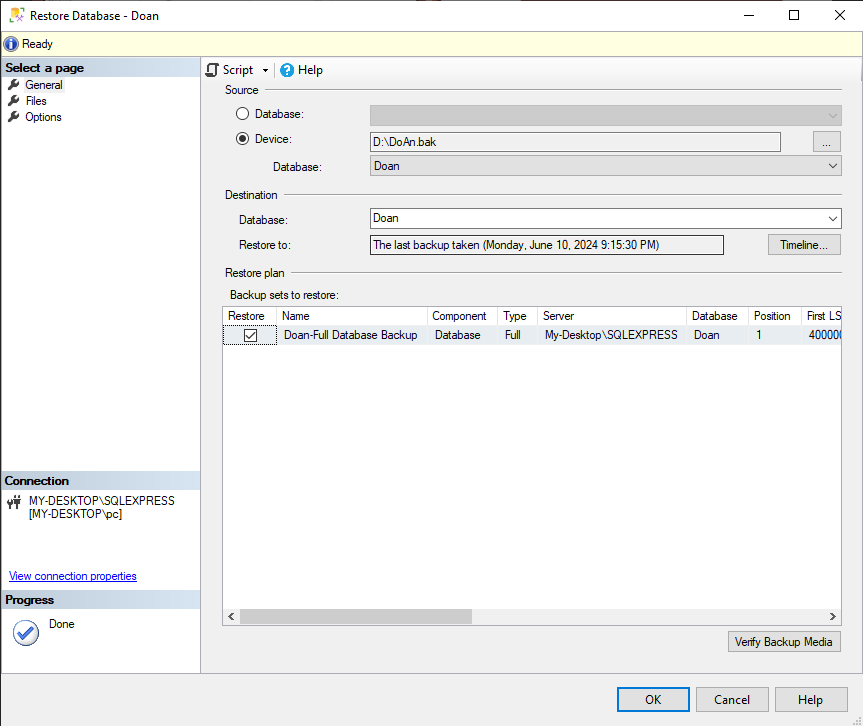 Restore Database - Doan
Ready
Select a page
General
Files
Options
Script
Help
Source
Database:
Device:
D:\DoAn.bak
...
Database:
Doan
Destination
Database:
Doan
Restore to:
The last backup taken (Monday, June 10, 2024 9:15:30 PM)
Timeline...
Restore plan
Backup sets to restore:
Restore Name Component Type Server Database Position First LS
Doan-Full Database Backup Database Full My-Desktop\SQLEXPRESS Doan 1 400000
Connection
MY-DESKTOP\SQLEXPRESS
[MY-DESKTOP\pc]
View connection properties
Progress
Done
Verify Backup Media
OK
Cancel
Help